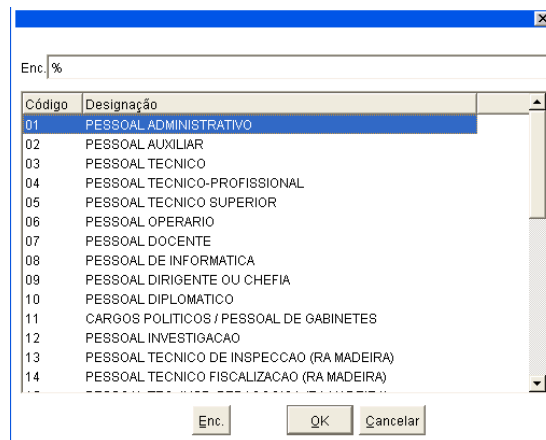 Enc. %
Código Designação
01 PESSOAL ADMINISTRATIVO
02 PESSOAL AUXILIAR
03 PESSOAL TECNICO
04 PESSOAL TECNICO-PROFISSIONAL
05 PESSOAL TECNICO SUPERIOR
06 PESSOAL OPERARIO
07 PESSOAL DOCENTE
08 PESSOAL DE INFORMATICA
09 PESSOAL DIRIGENTE OU CHEFIA
10 PESSOAL DIPLOMATICO
11 CARGOS POLITICOS / PESSOAL DE GABINETES
12 PESSOAL INVESTIGACAO
13 PESSOAL TECNICO DE INSPECCAO (RA MADEIRA)
14 PESSOAL TECNICO FISCALIZACAO (RA MADEIRA)
Enc. OK Cancelar